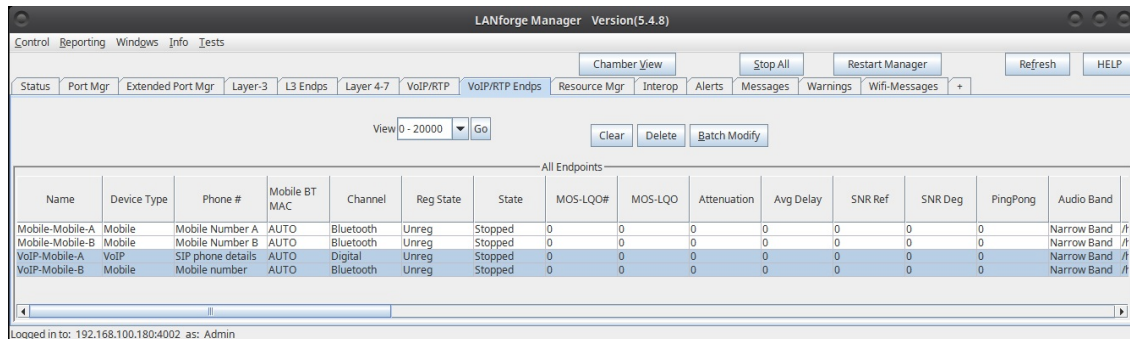 LANforge Manager Version(5.4.8)
Control Reporting Windows Info Tests
Chamber View Stop All Restart Manager Refresh HELP
Status Port Mgr Extended Port Mgr Layer-3 L3 Endps Layer 4-7 VoIP/RTP VoIP/RTP Endps Resource Mgr Interop Alerts Messages Warnings Wifi-Messages +
View 0 - 20000 Go Clear Delete Batch Modify
All Endpoints
Name Device Type Phone # Mobile BT MAC Channel Reg State State MOS-LQO# MOS-LQO Attenuation Avg Delay SNR Ref SNR Deg PingPong Audio Band
Mobile-Mobile-A Mobile Mobile Number A AUTO Bluetooth Unreg Stopped 0 0 0 0 0 0 0 Narrow Band
Mobile-Mobile-B Mobile Mobile Number B AUTO Bluetooth Unreg Stopped 0 0 0 0 0 0 0 Narrow Band
VoIP-Mobile-A VoIP SIP phone details AUTO Digital Unreg Stopped 0 0 0 0 0 0 0 Narrow Band
VoIP-Mobile-B Mobile Mobile number AUTO Bluetooth Unreg Stopped 0 0 0 0 0 0 0 Narrow Band
Logged in to: 192.168.100.180:4002 as: Admin